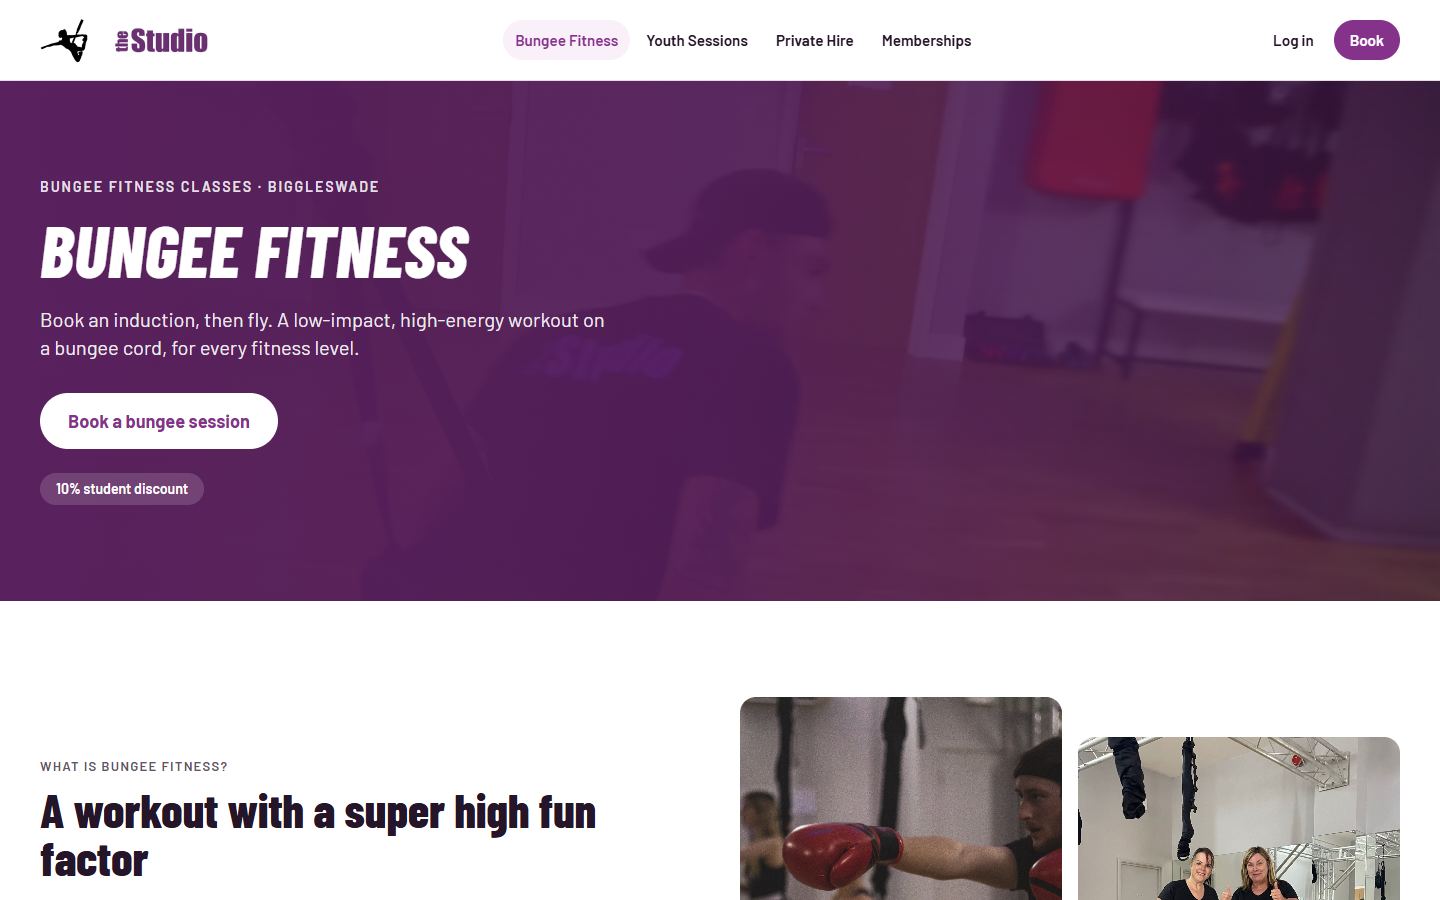 the Studio
Bungee Fitness
Youth Sessions
Private Hire
Memberships
Log in
Book
BUNGEE FITNESS CLASSES · BIGGLESWADE
BUNGEE FITNESS
Book an induction, then fly. A low-impact, high-energy workout on
a bungee cord, for every fitness level.
Studio
Book a bungee session
10% student discount
WHAT IS BUNGEE FITNESS?
A workout with a super high fun
factor